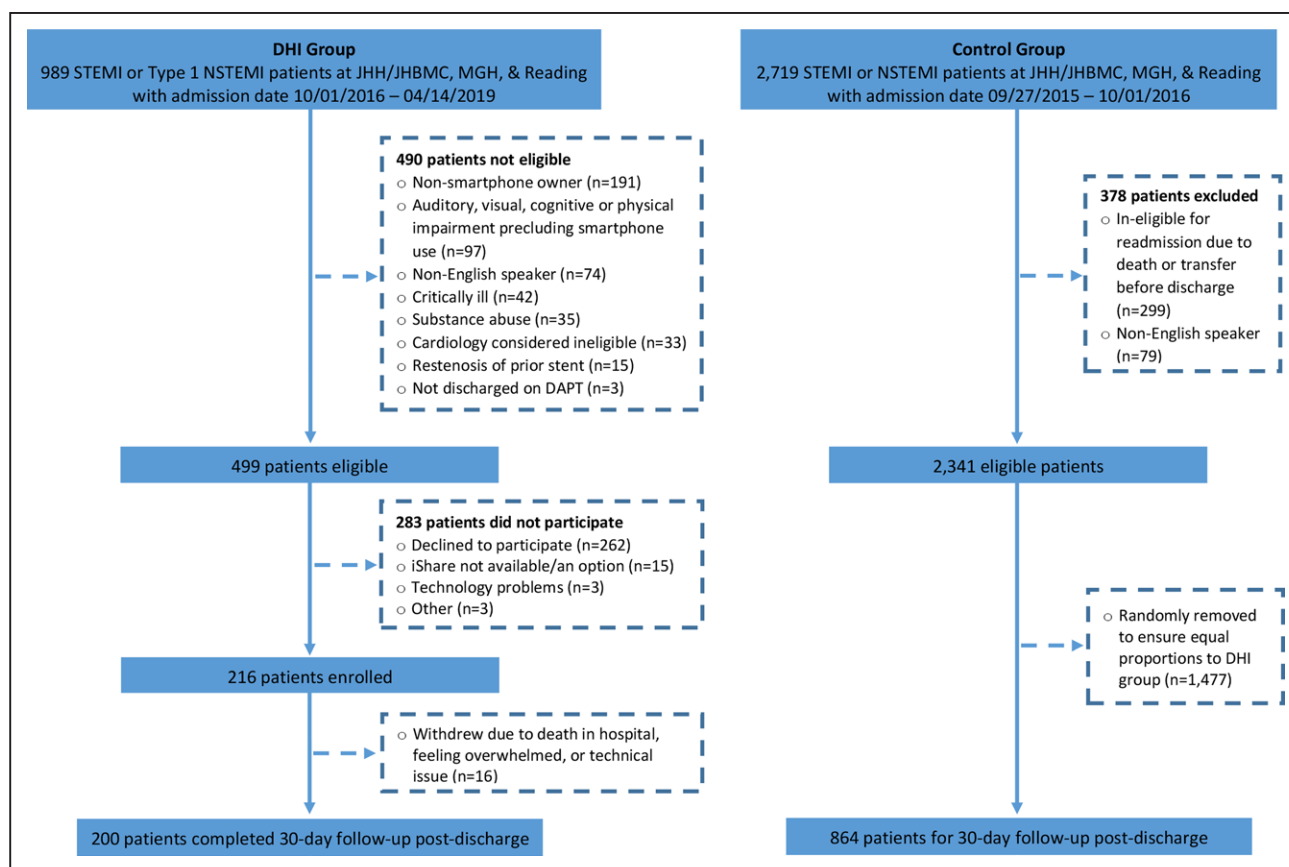 DHI Group
989 STEMI or Type 1 NSTEMI patients at JHH/JHBMC, MGH, & Reading
with admission date 10/01/2016 – 04/14/2019
490 patients not eligible
○ Non-smartphone owner (n=191)
○ Auditory, visual, cognitive or physical
impairment precluding smartphone
use (n=97)
○ Non-English speaker (n=74)
○ Critically ill (n=42)
○ Substance abuse (n=35)
○ Cardiology considered ineligible (n=33)
○ Restenosis of prior stent (n=15)
○ Not discharged on DAPT (n=3)
499 patients eligible
283 patients did not participate
○ Declined to participate (n=262)
○ iShare not available/an option (n=15)
○ Technology problems (n=3)
○ Other (n=3)
216 patients enrolled
○ Withdrew due to death in hospital,
feeling overwhelmed, or technical
issue (n=16)
200 patients completed 30-day follow-up post-discharge
Control Group
2,719 STEMI or NSTEMI patients at JHH/JHBMC, MGH, & Reading
with admission date 09/27/2015 – 10/01/2016
378 patients excluded
○ In-eligible for
readmission due to
death or transfer
before discharge
(n=299)
○ Non-English speaker
(n=79)
2,341 eligible patients
○ Randomly removed
to ensure equal
proportions to DHI
group (n=1,477)
864 patients for 30-day follow-up post-discharge